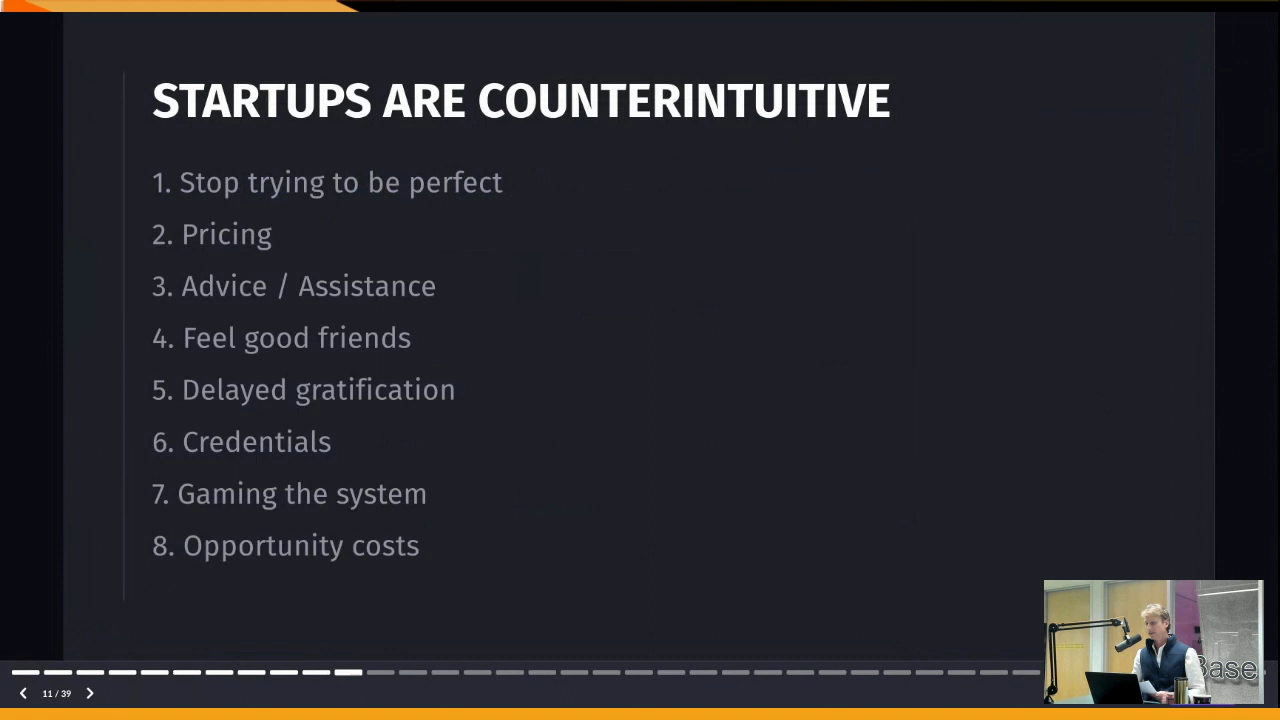 STARTUPS ARE COUNTERINTUITIVE
1. Stop trying to be perfect
2. Pricing
3. Advice / Assistance
4. Feel good friends
5. Delayed gratification
6. Credentials
7. Gaming the system
8. Opportunity costs
Base
11 / 39